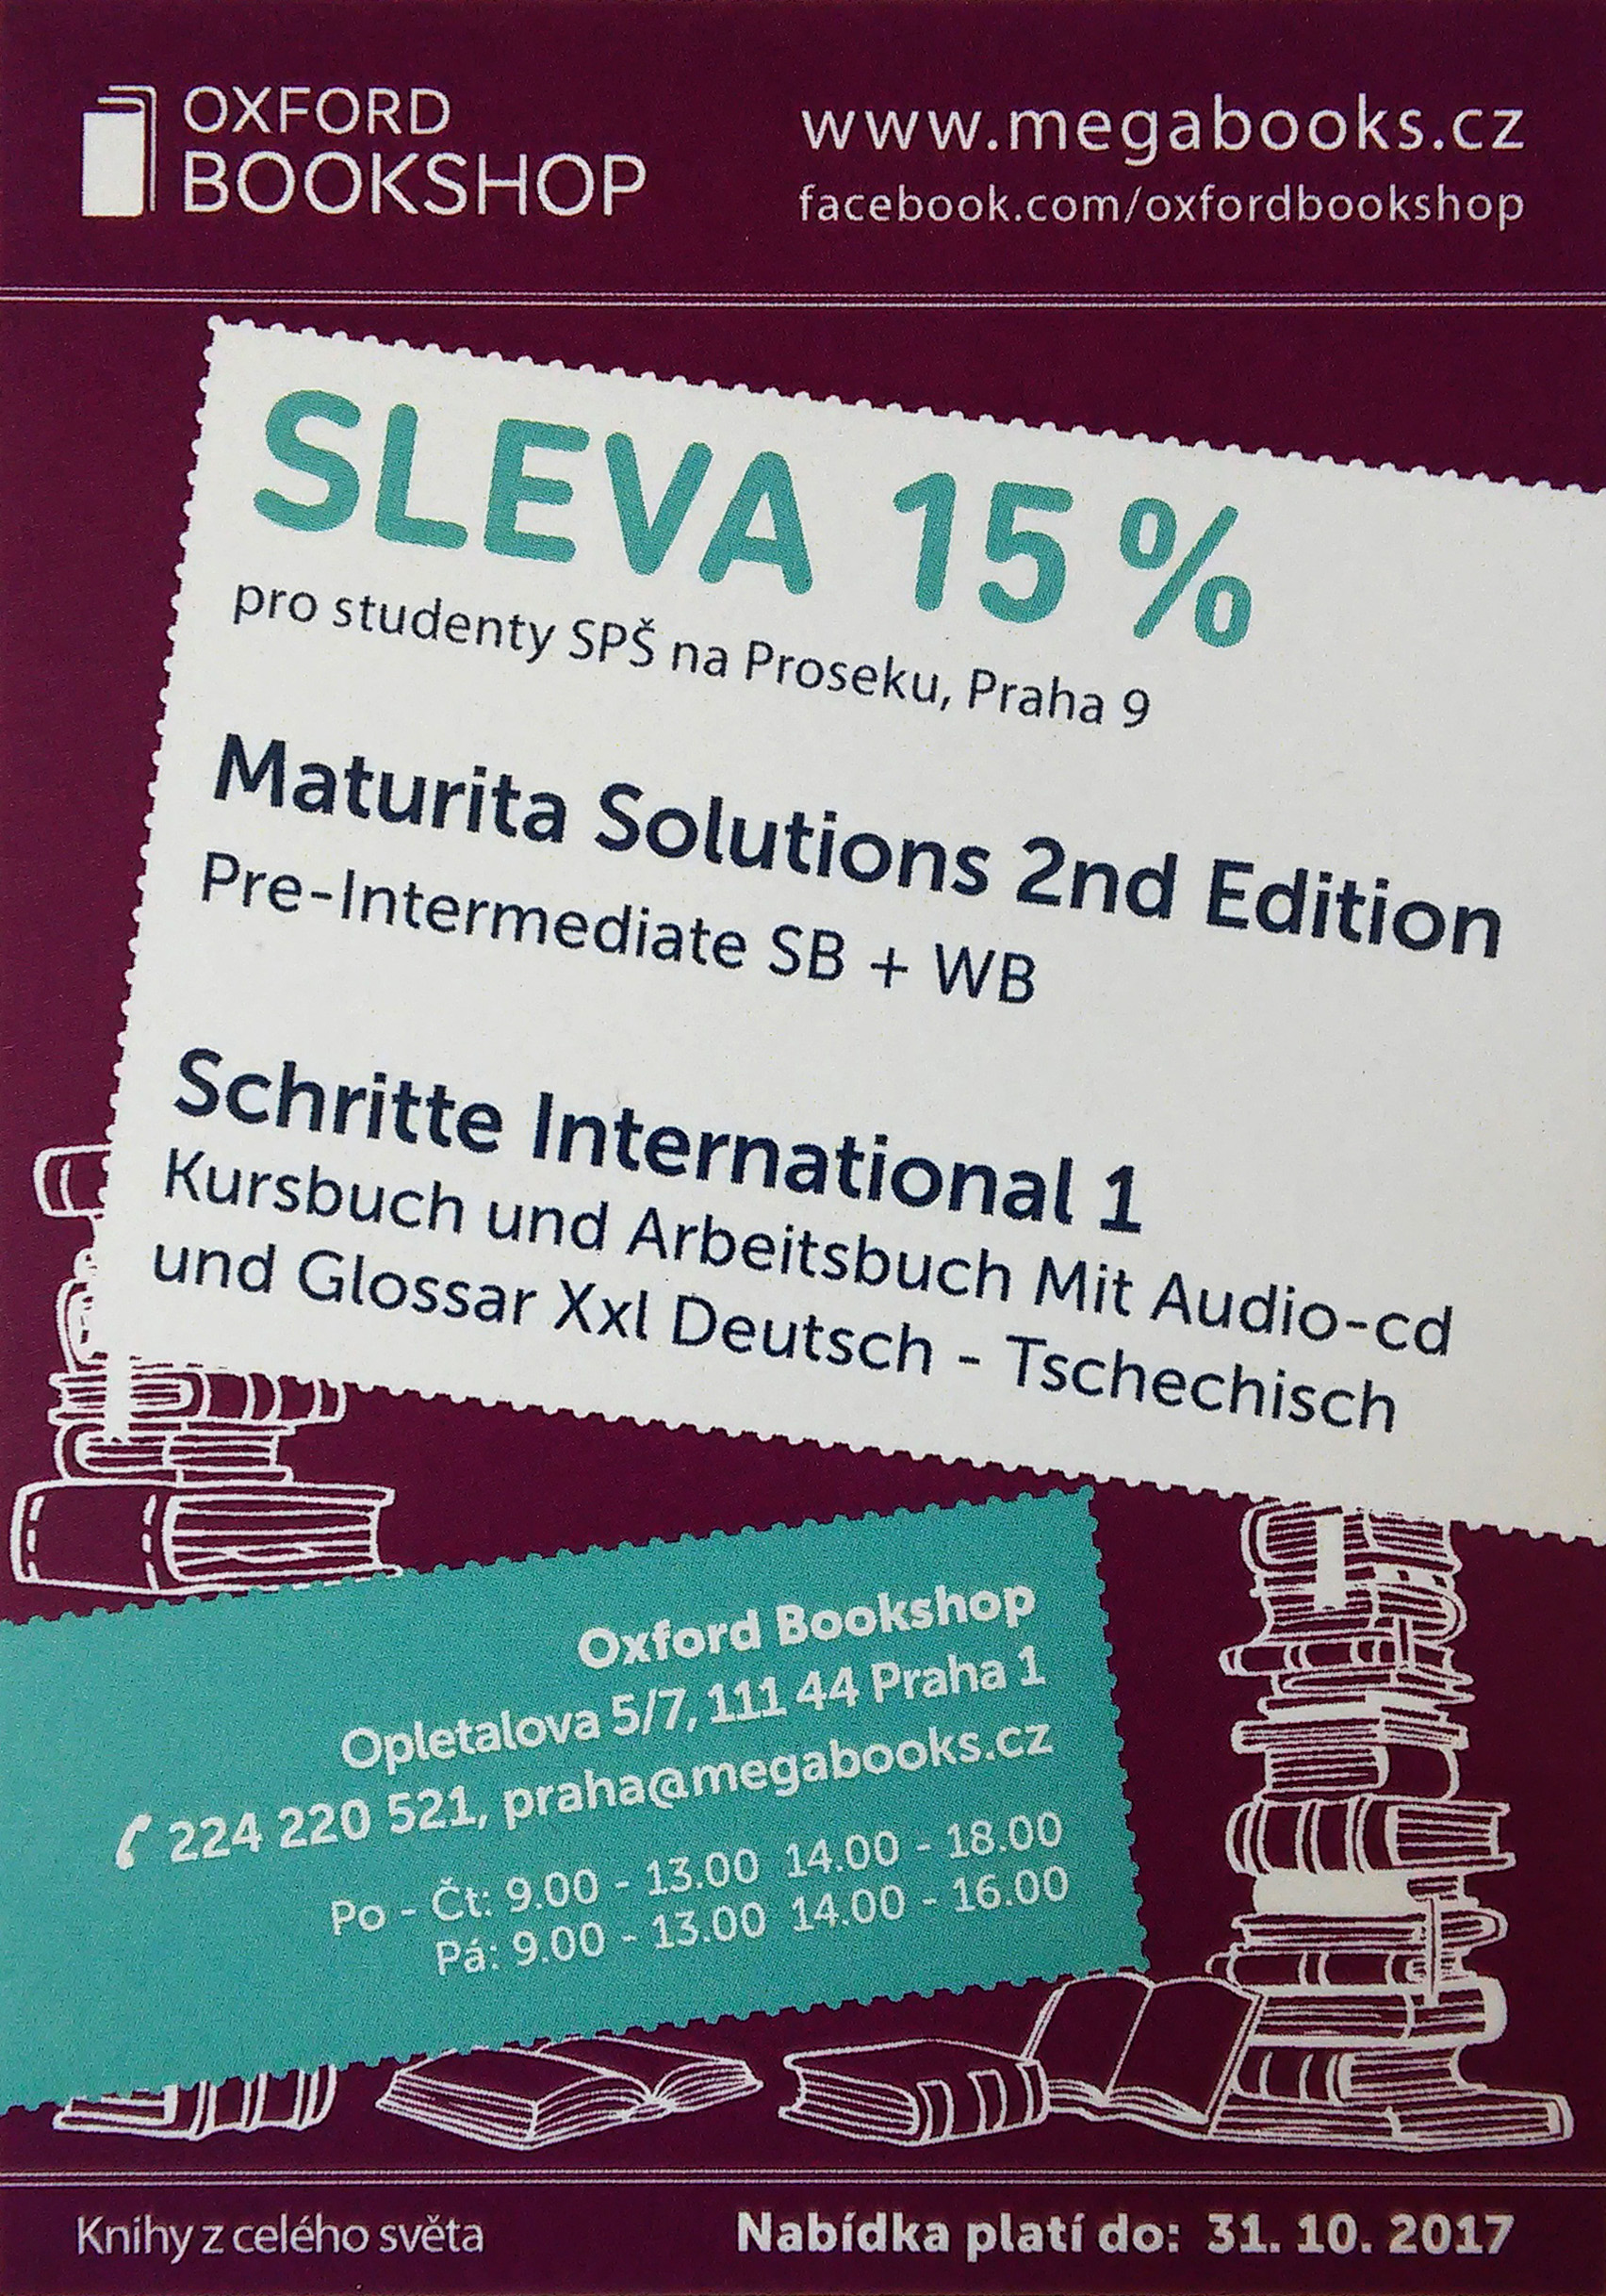 OXFORD
BOOKSHOP
www.megabooks.cz
facebook.com/oxfordbookshop
SLEVA 15 %
pro studenty SPŠ na Proseku, Praha 9
Maturita Solutions 2nd Edition
Pre-Intermediate SB + WB
Schritte International 1
Kursbuch und Arbeitsbuch Mit Audio-cd
und Glossar Xxl Deutsch - Tschechisch
Oxford Bookshop
Opletalova 5/7, 111 44 Praha 1
224 220 521, praha@megabooks.cz
Po - Čt: 9.00 - 13.00 14.00 - 18.00
Pá: 9.00 - 13.00 14.00 - 16.00
Knihy z celého světa
Nabídka platí do: 31. 10. 2017